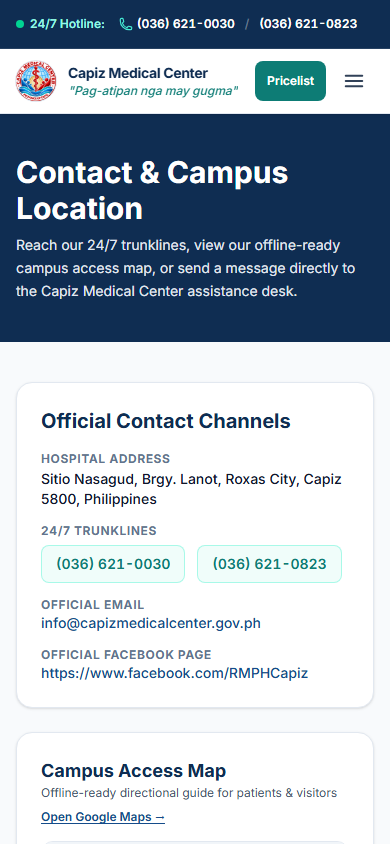 24/7 Hotline: (036) 621-0030 / (036) 621-0823
Capiz Medical Center
"Pag-atipan nga may gugma"
Pricelist
Contact & Campus
Location
Reach our 24/7 trunklines, view our offline-ready
campus access map, or send a message directly to
the Capiz Medical Center assistance desk.
Official Contact Channels
HOSPITAL ADDRESS
Sitio Nasagud, Brgy. Lanot, Roxas City, Capiz
5800, Philippines
24/7 TRUNKLINES
(036) 621-0030 (036) 621-0823
OFFICIAL EMAIL
info@capizmedicalcenter.gov.ph
OFFICIAL FACEBOOK PAGE
https://www.facebook.com/RMPHCapiz
Campus Access Map
Offline-ready directional guide for patients & visitors
Open Google Maps →